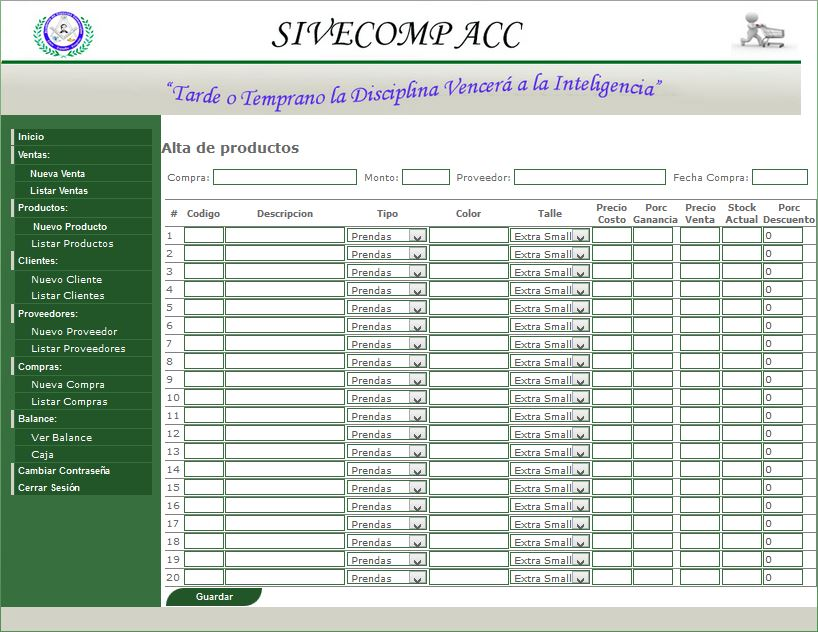 SIVECOMP ACC
“Tarde o Temprano la Disciplina Vencerá a la Inteligencia”
Inicio
Ventas:
Nueva Venta
Listar Ventas
Productos:
Nuevo Producto
Listar Productos
Clientes:
Nuevo Cliente
Listar Clientes
Proveedores:
Nuevo Proveedor
Listar Proveedores
Compras:
Nueva Compra
Listar Compras
Balance:
Ver Balance
Caja
Cambiar Contraseña
Cerrar Sesión
Alta de productos
Compra: Monto: Proveedor: Fecha Compra:
# Codigo Descripcion Tipo Color Talle Precio Costo Porc Ganancia Precio Venta Stock Actual Porc Descuento
1 Prendas Extra Small 0
2 Prendas Extra Small 0
3 Prendas Extra Small 0
4 Prendas Extra Small 0
5 Prendas Extra Small 0
6 Prendas Extra Small 0
7 Prendas Extra Small 0
8 Prendas Extra Small 0
9 Prendas Extra Small 0
10 Prendas Extra Small 0
11 Prendas Extra Small 0
12 Prendas Extra Small 0
13 Prendas Extra Small 0
14 Prendas Extra Small 0
15 Prendas Extra Small 0
16 Prendas Extra Small 0
17 Prendas Extra Small 0
18 Prendas Extra Small 0
19 Prendas Extra Small 0
20 Prendas Extra Small 0
Guardar